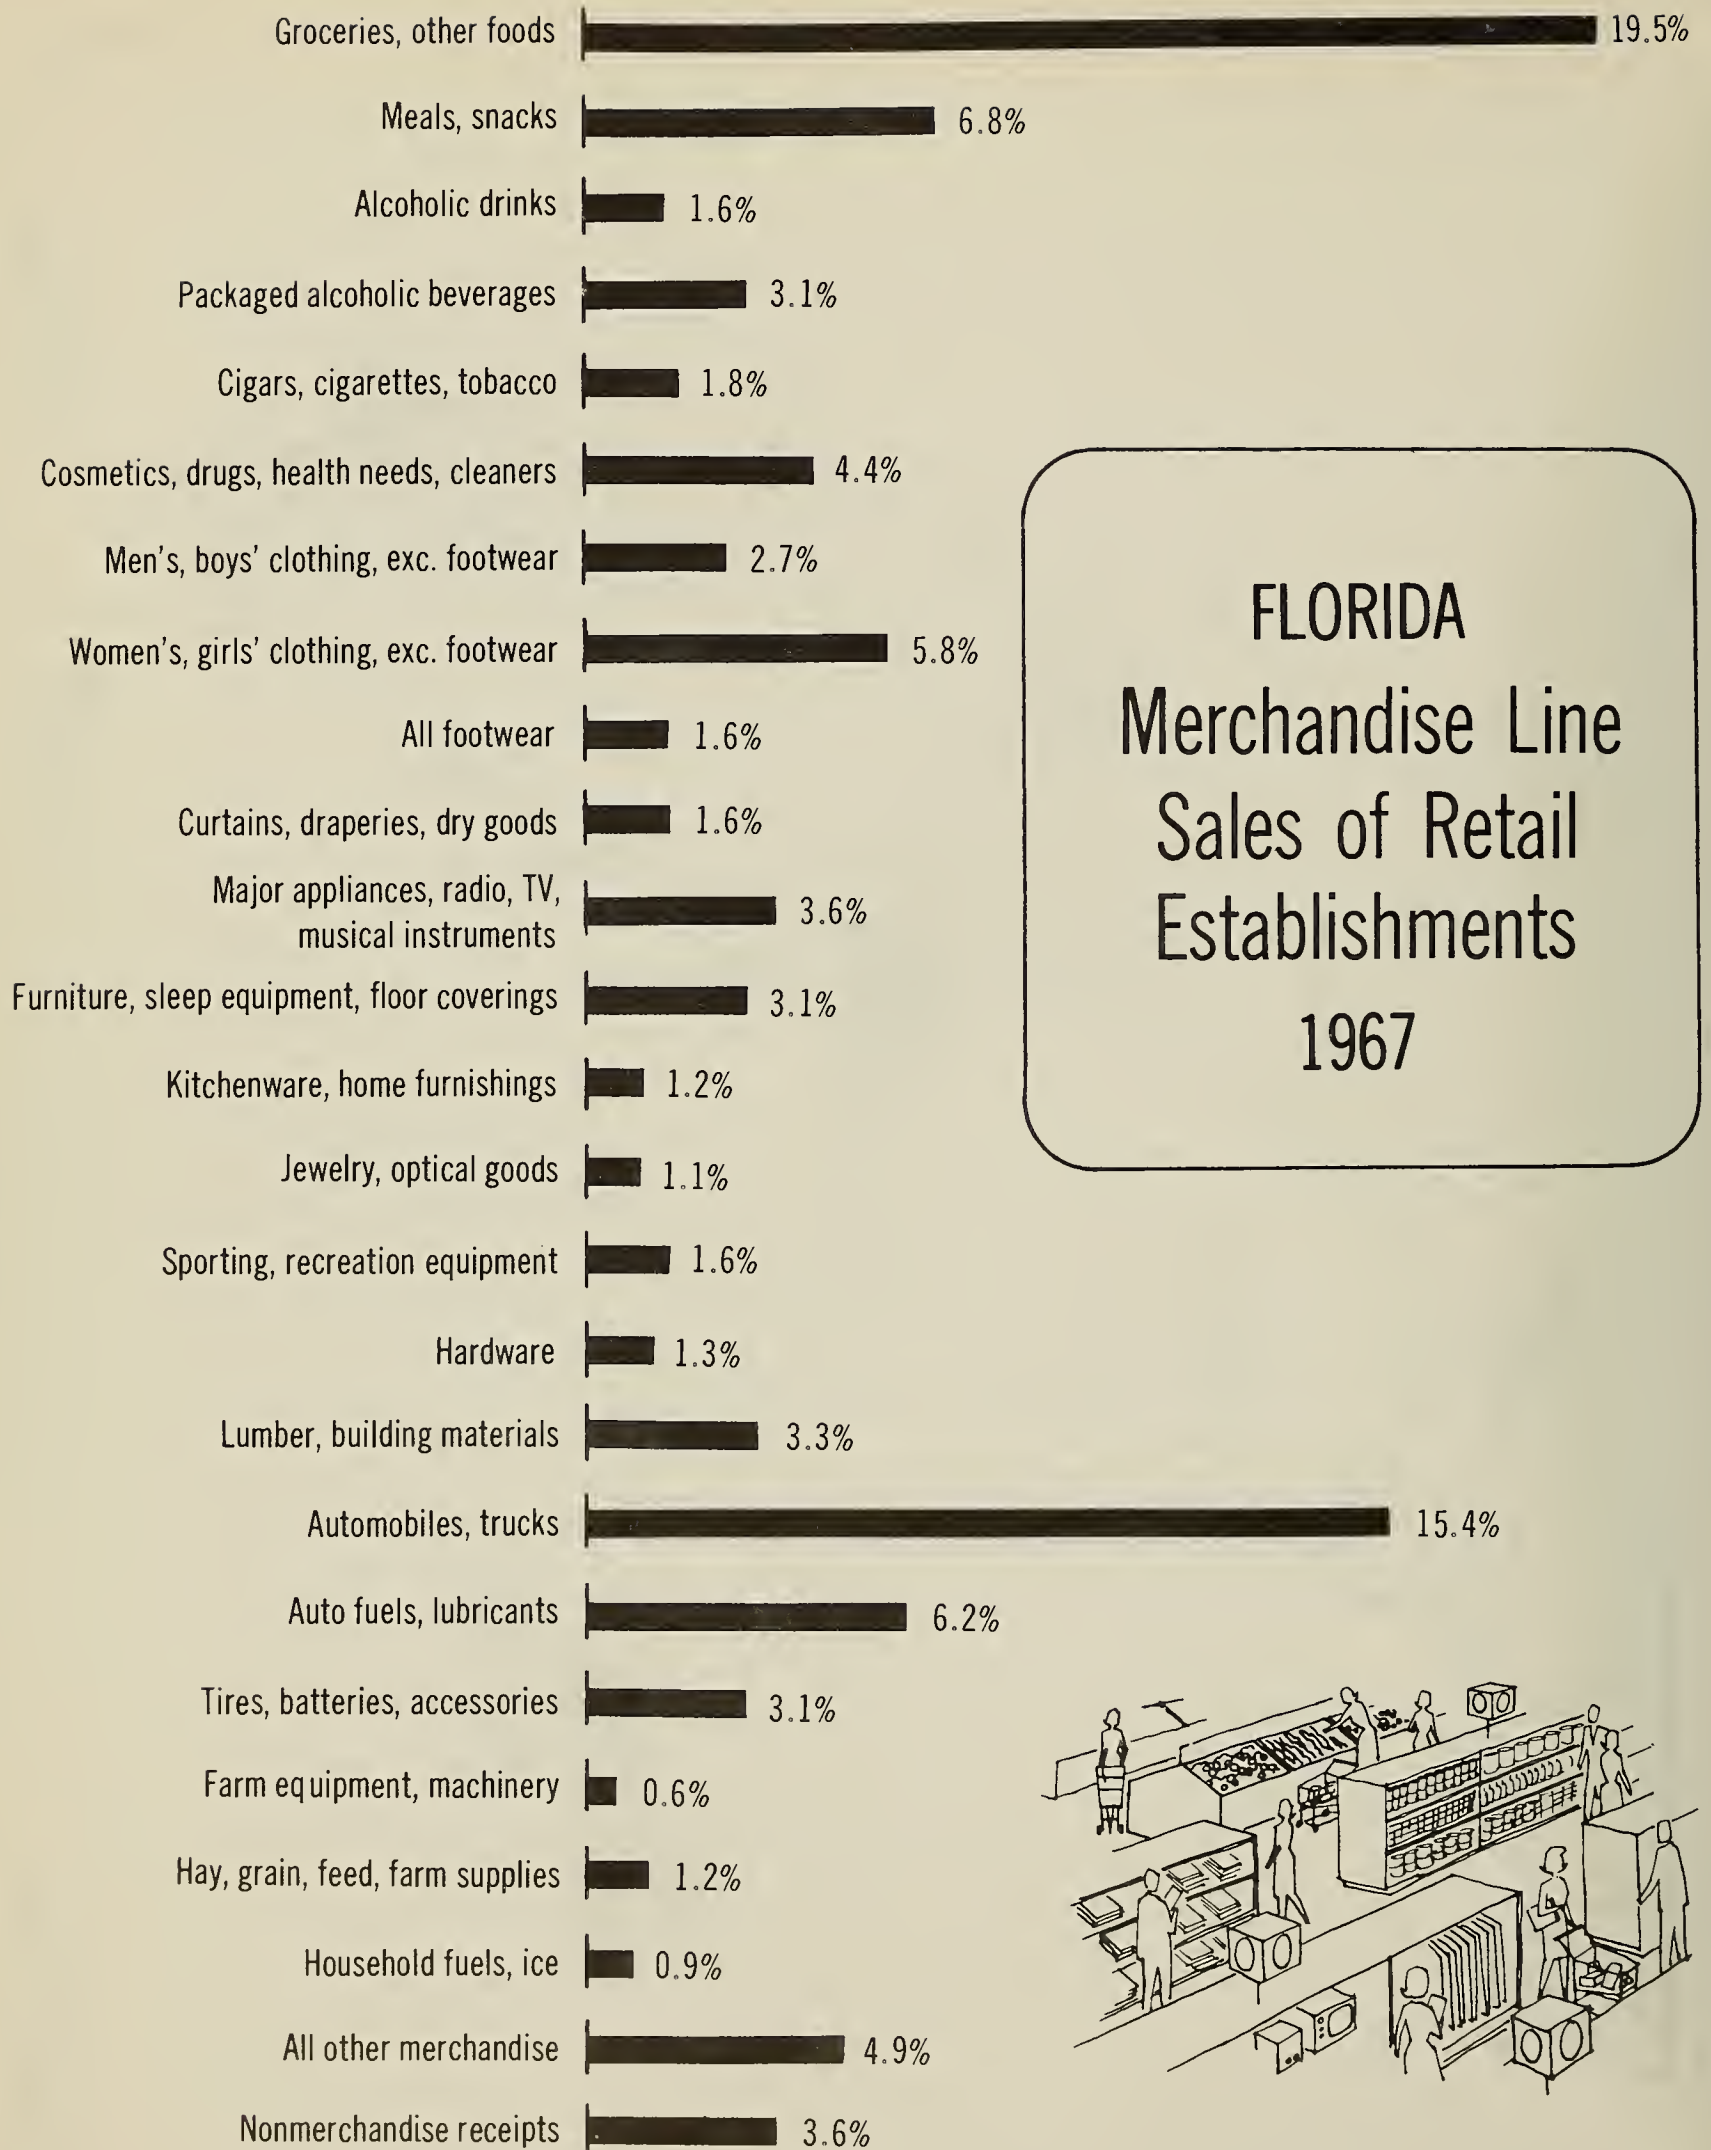 Groceries, other foods 19.5%
Meals, snacks 6.8%
Alcoholic drinks 1.6%
Packaged alcoholic beverages 3.1%
Cigars, cigarettes, tobacco 1.8%
Cosmetics, drugs, health needs, cleaners 4.4%
Men's, boys' clothing, exc. footwear 2.7%
Women's, girls' clothing, exc. footwear 5.8%
All footwear 1.6%
Curtains, draperies, dry goods 1.6%
Major appliances, radio, TV,
musical instruments 3.6%
Furniture, sleep equipment, floor coverings 3.1%
Kitchenware, home furnishings 1.2%
Jewelry, optical goods 1.1%
Sporting, recreation equipment 1.6%
Hardware 1.3%
Lumber, building materials 3.3%
Automobiles, trucks 15.4%
Auto fuels, lubricants 6.2%
Tires, batteries, accessories 3.1%
Farm equipment, machinery 0.6%
Hay, grain, feed, farm supplies 1.2%
Household fuels, ice 0.9%
All other merchandise 4.9%
Nonmerchandise receipts 3.6%
FLORIDA
Merchandise Line
Sales of Retail
Establishments
1967